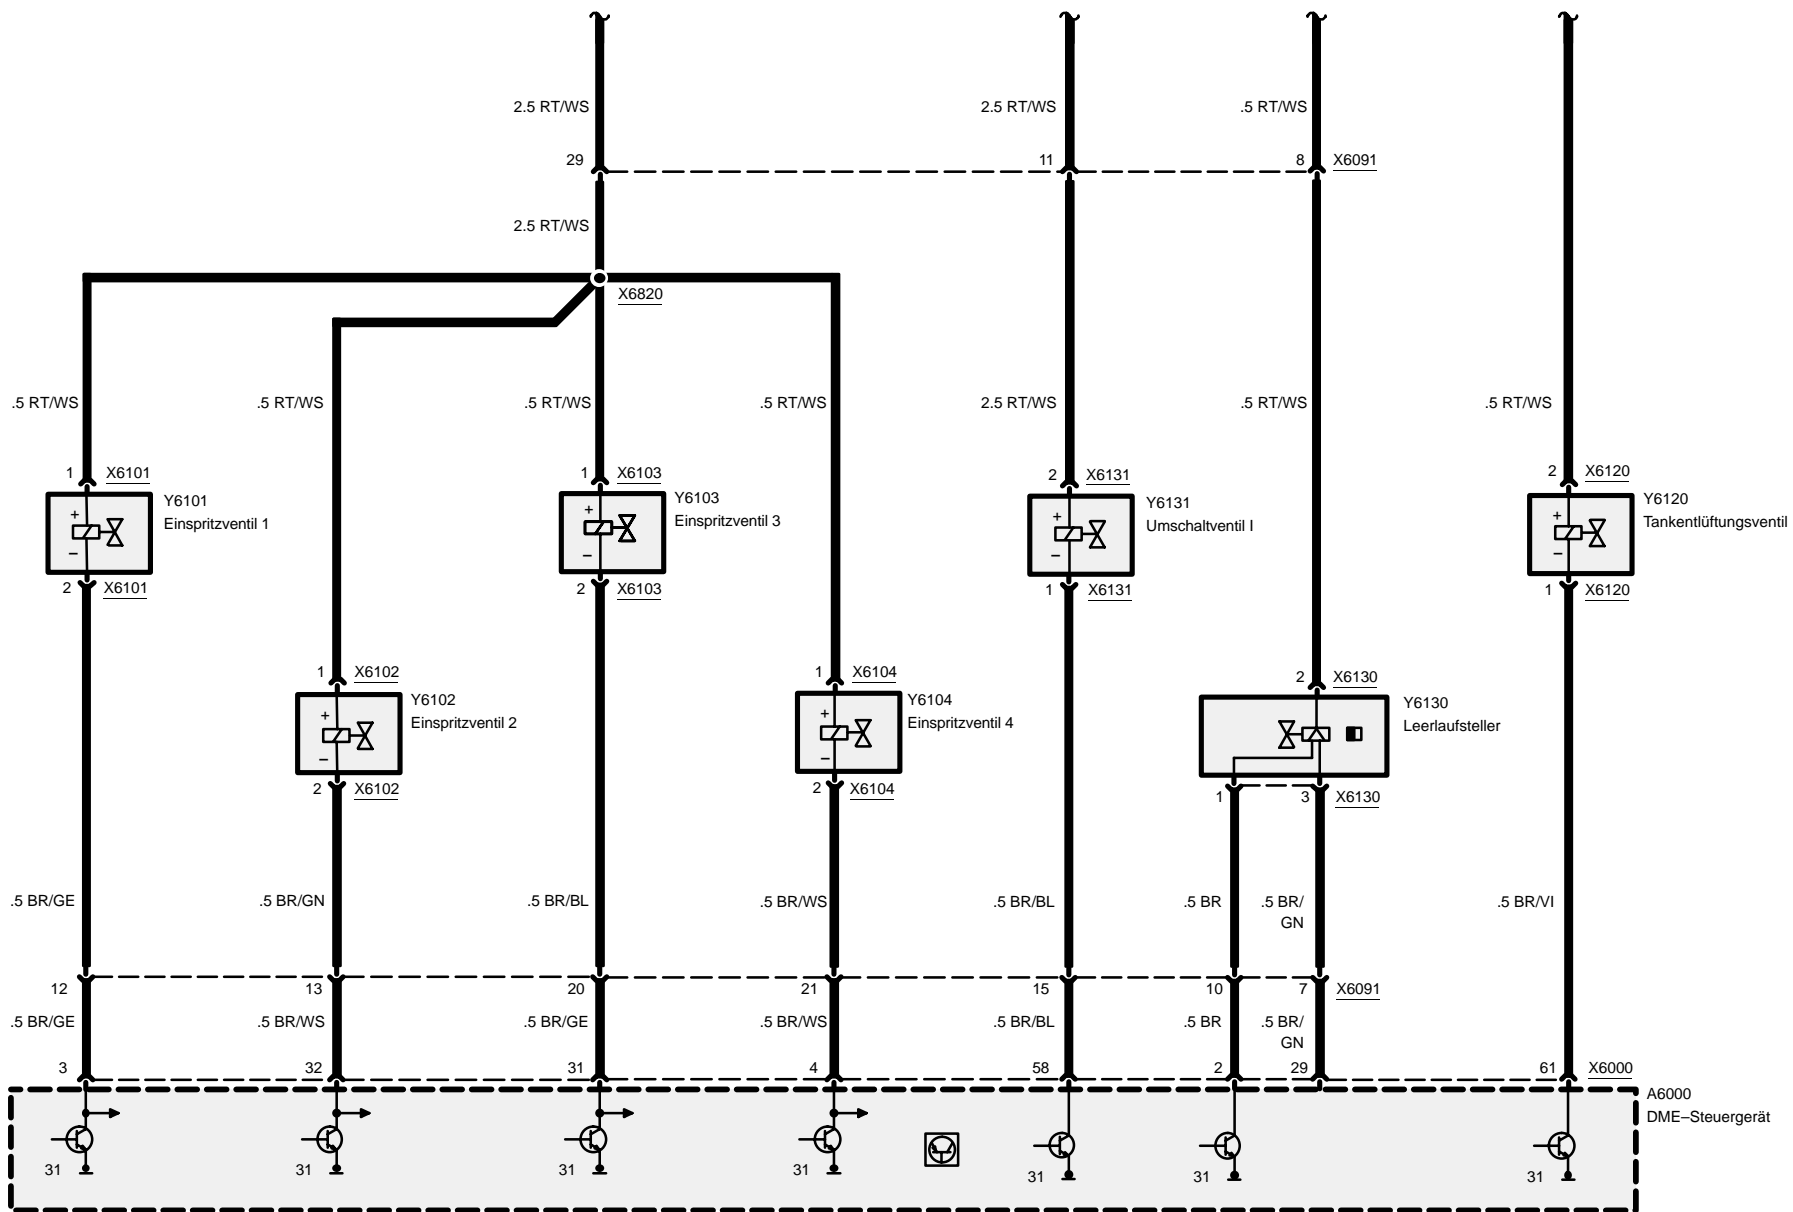 2.5 RT/WS
2.5 RT/WS
.5 RT/WS
29
11
8
X6091
2.5 RT/WS
X6820
.5 RT/WS
.5 RT/WS
.5 RT/WS
.5 RT/WS
2.5 RT/WS
.5 RT/WS
.5 RT/WS
1
X6101
1
X6103
2
X6131
2
X6120
+
−
Y6101
Einspritzventil 1
+
−
Y6103
Einspritzventil 3
+
−
Y6131
Umschaltventil I
+
−
Y6120
Tankentlüftungsventil
2
X6101
2
X6103
1
X6131
1
X6120
1
X6102
1
X6104
2
X6130
+
−
Y6102
Einspritzventil 2
+
−
Y6104
Einspritzventil 4
Y6130
Leerlaufsteller
2
X6102
2
X6104
1
3
X6130
.5 BR/GE
.5 BR/GN
.5 BR/BL
.5 BR/WS
.5 BR/BL
.5 BR
.5 BR/
GN
.5 BR/VI
12
13
20
21
15
10
7
X6091
.5 BR/GE
.5 BR/WS
.5 BR/GE
.5 BR/WS
.5 BR/BL
.5 BR
.5 BR/
GN
3
32
31
4
58
2
29
61
X6000
A6000
DME–Steuergerät
31
31
31
31
31
31
31